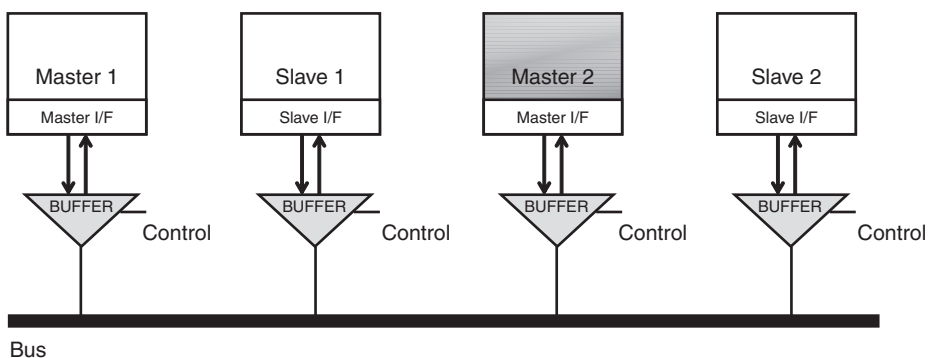 Master 1
Slave 1
Master 2
Slave 2
Master I/F
Slave I/F
Master I/F
Slave I/F
BUFFER
BUFFER
BUFFER
BUFFER
Control
Control
Control
Control
Bus